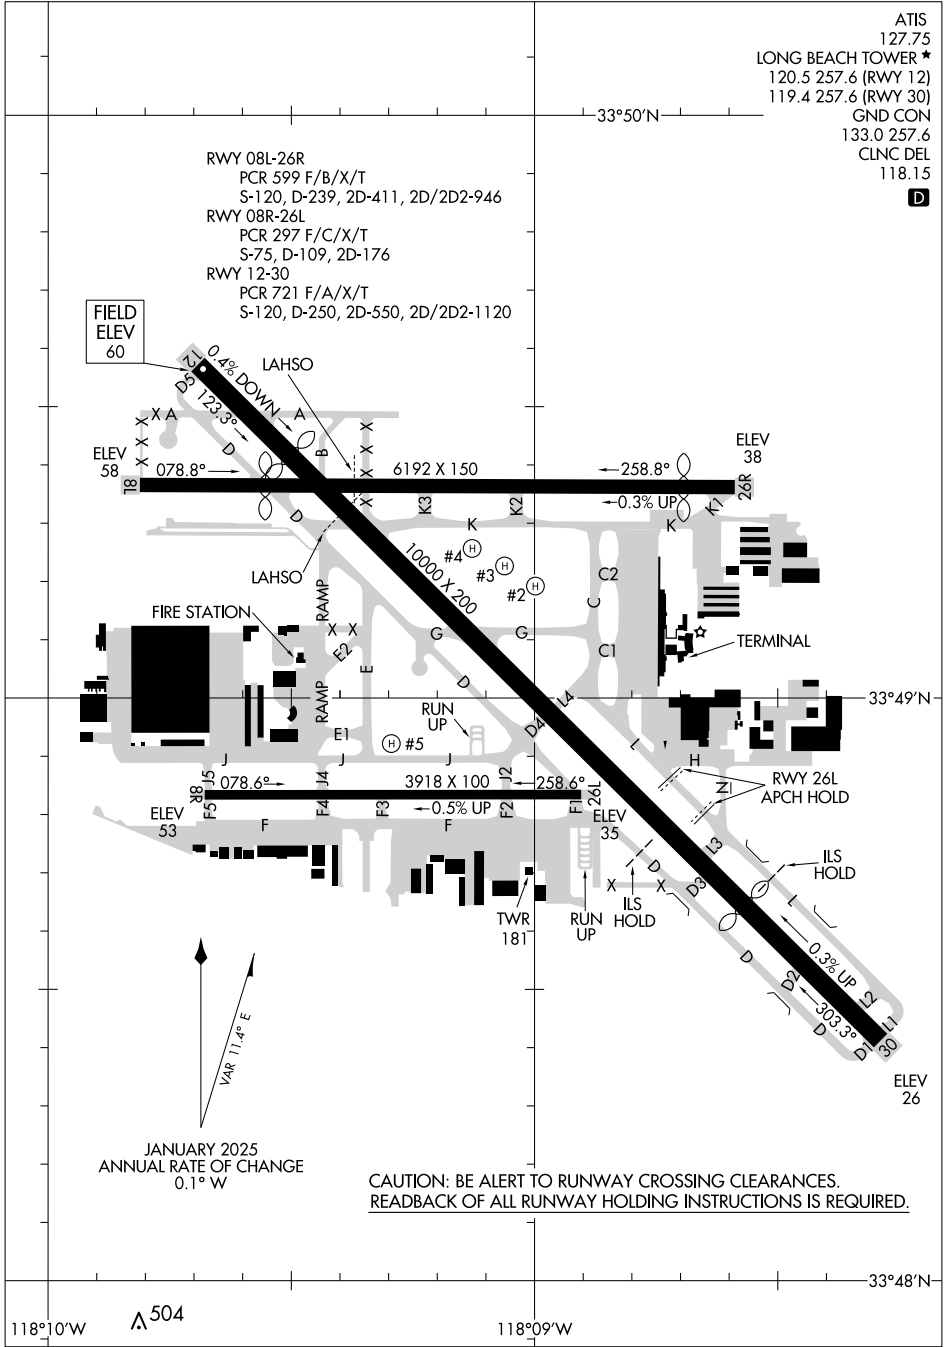 ATIS
127.75
LONG BEACH TOWER ★
120.5 257.6 (RWY 12)
119.4 257.6 (RWY 30)
GND CON
133.0 257.6
CLNC DEL
118.15
D
33°50'N
RWY 08L-26R
PCR 599 F/B/X/T
S-120, D-239, 2D-411, 2D/2D2-946
RWY 08R-26L
PCR 297 F/C/X/T
S-75, D-109, 2D-176
RWY 12-30
PCR 721 F/A/X/T
S-120, D-250, 2D-550, 2D/2D2-1120
FIELD
ELEV
60
12
0.4% DOWN
LAHSO
D5
123.3°
X A
A
X
X
X
X
X
X
D
B
ELEV
58
078.8°
6192 X 150
258.8°
ELEV
38
8L
26R
0.3% UP
K3
K2
K1
X
D
K
K
LAHSO
#4 H
#3 H
#2 H
10000 X 200
C2
C
C1
FIRE STATION
RAMP
X X
E2
E
G
G
TERMINAL
D
RAMP
E1
RUN
UP
H #5
D4
L4
33°49'N
L
H
N
RWY 26L
APCH HOLD
J
J
J
J5
J4
J2
8R
078.6°
3918 X 100
258.6°
26L
0.5% UP
F5
F4
F3
F2
F1
ELEV
53
ELEV
35
F
F
L3
D
D3
X
X
ILS
HOLD
ILS
HOLD
TWR
181
RUN
UP
L
D
0.3% UP
D2
303.3°
L2
L1
D
D1
30
ELEV
26
VAR 11.4° E
JANUARY 2025
ANNUAL RATE OF CHANGE
0.1° W
CAUTION: BE ALERT TO RUNWAY CROSSING CLEARANCES.
READBACK OF ALL RUNWAY HOLDING INSTRUCTIONS IS REQUIRED.
33°48'N
504
118°10'W
118°09'W